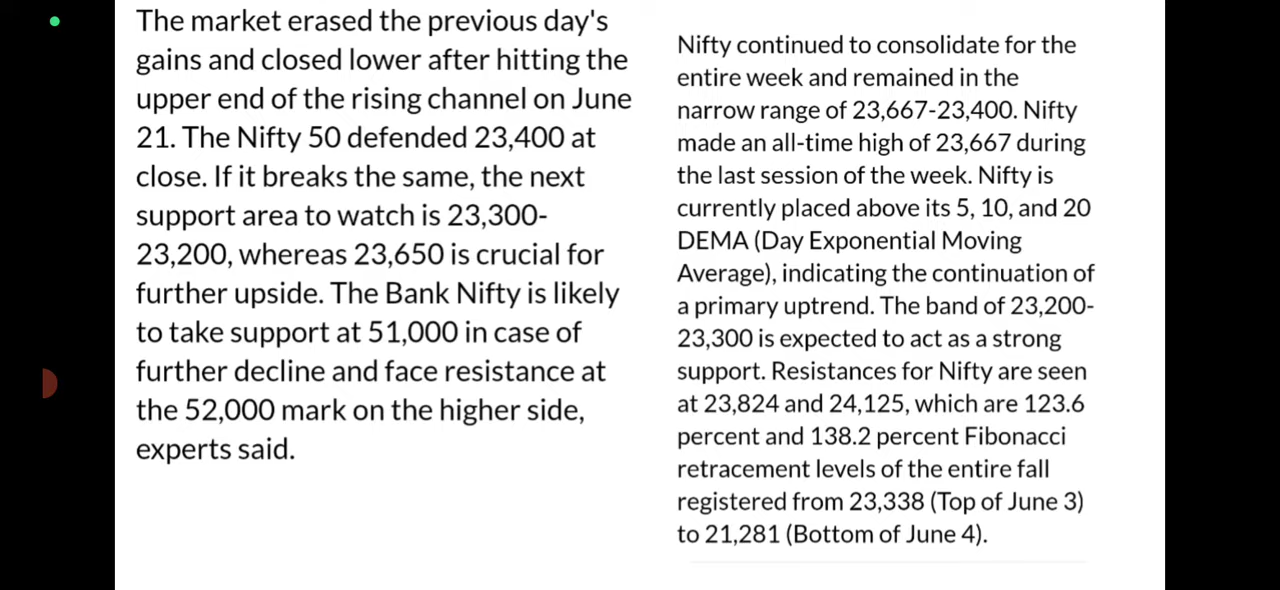 The market erased the previous day's
gains and closed lower after hitting the
upper end of the rising channel on June
21. The Nifty 50 defended 23,400 at
close. If it breaks the same, the next
support area to watch is 23,300-
23,200, whereas 23,650 is crucial for
further upside. The Bank Nifty is likely
to take support at 51,000 in case of
further decline and face resistance at
the 52,000 mark on the higher side,
experts said.
Nifty continued to consolidate for the
entire week and remained in the
narrow range of 23,667-23,400. Nifty
made an all-time high of 23,667 during
the last session of the week. Nifty is
currently placed above its 5, 10, and 20
DEMA (Day Exponential Moving
Average), indicating the continuation of
a primary uptrend. The band of 23,200-
23,300 is expected to act as a strong
support. Resistances for Nifty are seen
at 23,824 and 24,125, which are 123.6
percent and 138.2 percent Fibonacci
retracement levels of the entire fall
registered from 23,338 (Top of June 3)
to 21,281 (Bottom of June 4).